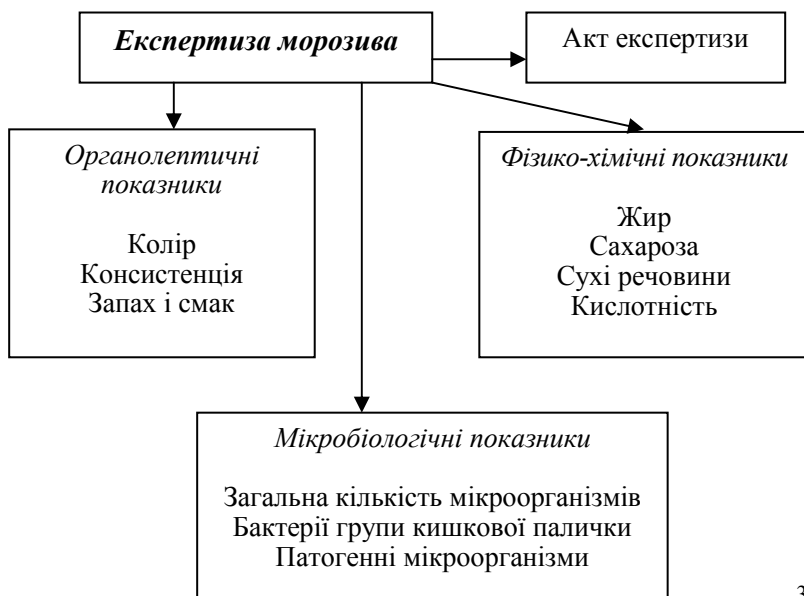 Експертиза морозива
Акт експертизи
Органолептичні
показники
Колір
Консистенція
Запах і смак
Фізико-хімічні показники
Жир
Сахароза
Сухі речовини
Кислотність
Мікробіологічні показники
Загальна кількість мікроорганізмів
Бактерії групи кишкової палички
Патогенні мікроорганізми